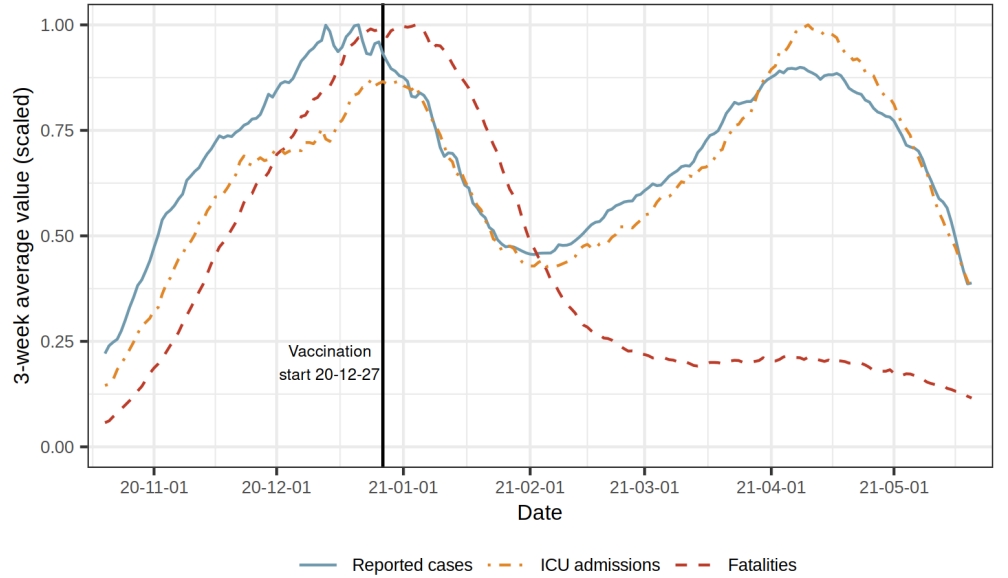 1.00
0.75
0.50
0.25
0.00
3-week average value (scaled)
Vaccination
start 20-12-27
20-11-01 20-12-01 21-01-01 21-02-01 21-03-01 21-04-01 21-05-01
Date
Reported cases ICU admissions Fatalities